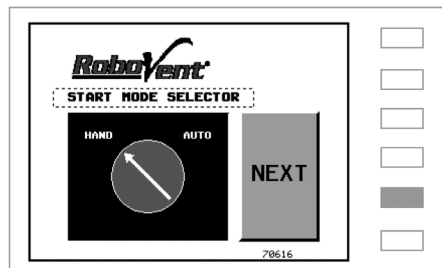 RoboVent
START MODE SELECTOR
HAND AUTO
NEXT
70616